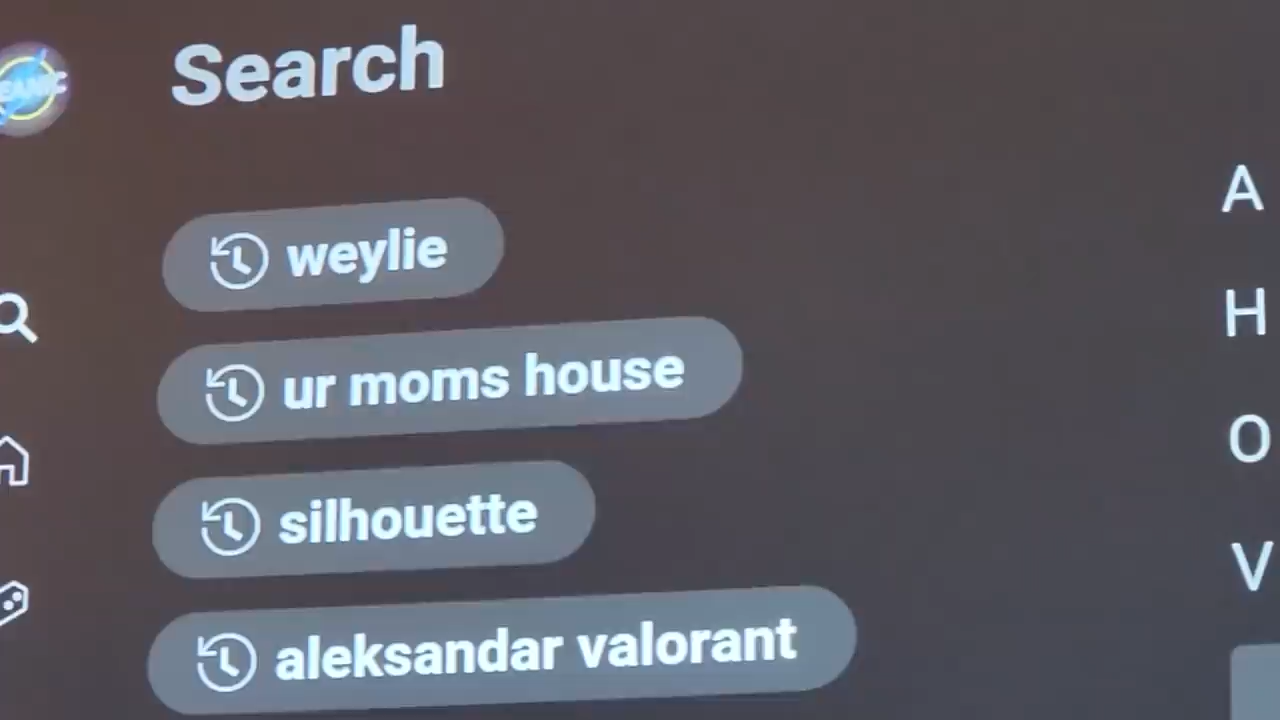 Search
weylie
ur moms house
silhouette
aleksandar valorant
A
H
O
V